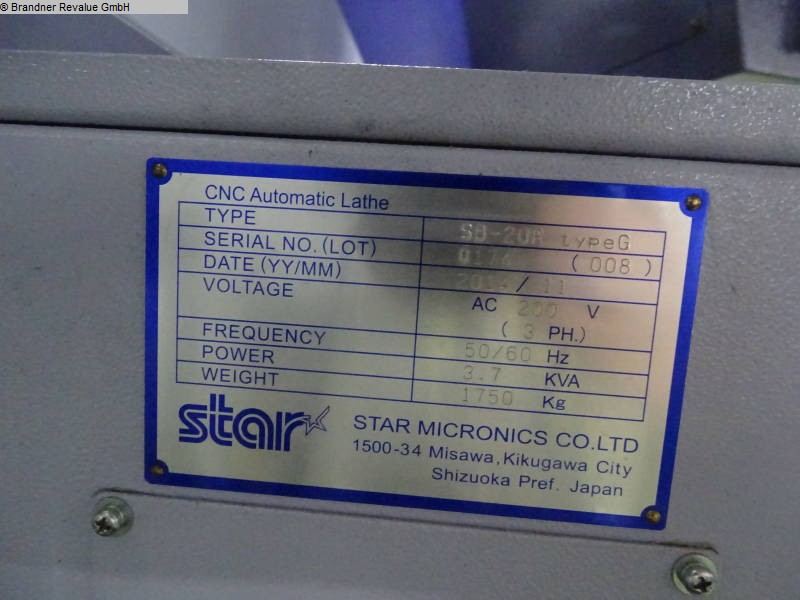 © Brandner Revalue GmbH
CNC Automatic Lathe
TYPE SB-20R typeG
SERIAL NO. (LOT) (008)
DATE (YY/MM) / 11
VOLTAGE AC 200 V
(3 PH.)
FREQUENCY 50/60 Hz
POWER 3.7 KVA
WEIGHT 1750 Kg
star STAR MICRONICS CO.LTD
1500-34 Misawa, Kikugawa City
Shizuoka Pref. Japan